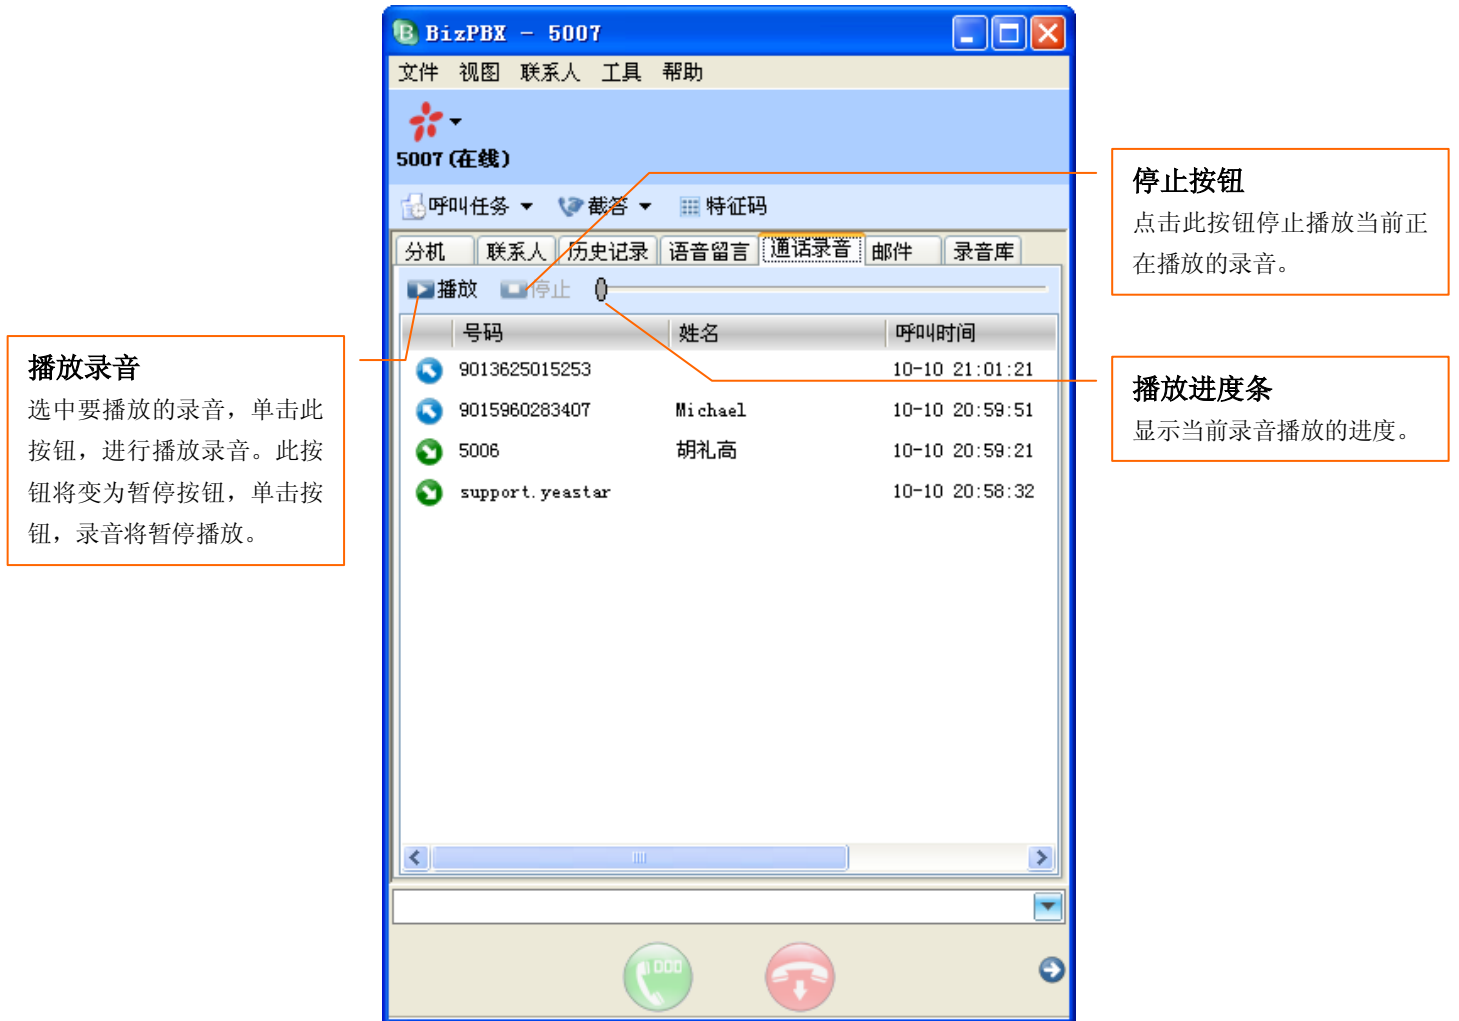 BizPBX - 5007
文件 视图 联系人 工具 帮助
5007 (在线)
呼叫任务 截答 特征码
分机 联系人 历史记录 语音留言 通话录音 邮件 录音库
播放 停止
号码 姓名 呼叫时间
9013625015253 10-10 21:01:21
9015960283407 Michael 10-10 20:59:51
5006 胡礼高 10-10 20:59:21
support.yeastar 10-10 20:58:32
播放录音
选中要播放的录音，单击此
按钮，进行播放录音。此按
钮将变为暂停按钮，单击按
钮，录音将暂停播放。
停止按钮
点击此按钮停止播放当前正
在播放的录音。
播放进度条
显示当前录音播放的进度。